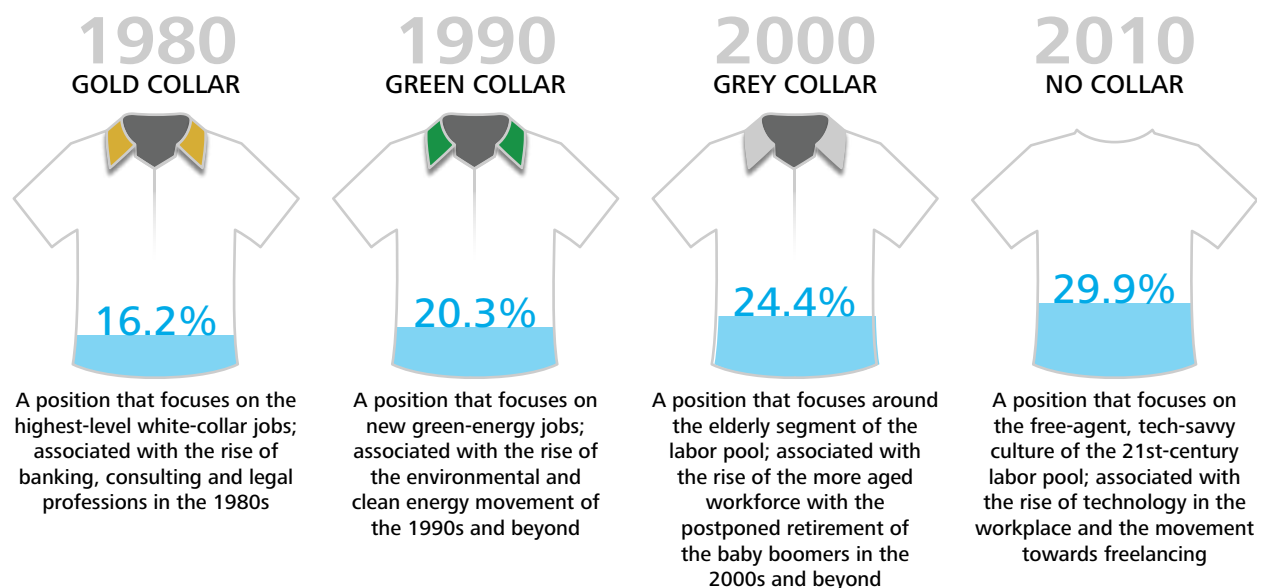 1980
GOLD COLLAR
16.2%
A position that focuses on the
highest-level white-collar jobs;
associated with the rise of
banking, consulting and legal
professions in the 1980s
1990
GREEN COLLAR
20.3%
A position that focuses on
new green-energy jobs;
associated with the rise of
the environmental and
clean energy movement of
the 1990s and beyond
2000
GREY COLLAR
24.4%
A position that focuses around
the elderly segment of the
labor pool; associated with
the rise of the more aged
workforce with the
postponed retirement of
the baby boomers in the
2000s and beyond
2010
NO COLLAR
29.9%
A position that focuses on
the free-agent, tech-savvy
culture of the 21st-century
labor pool; associated with
the rise of technology in the
workplace and the movement
towards freelancing